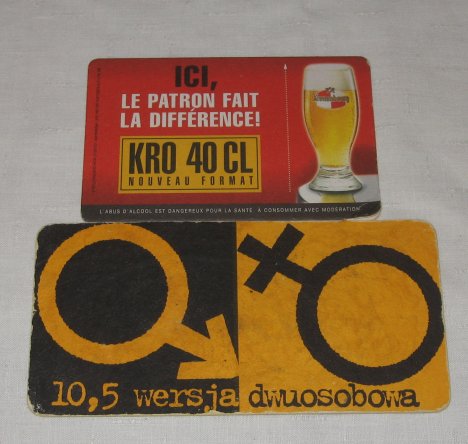 ICI,
LE PATRON FAIT
LA DIFFÉRENCE!
KRO 40 CL
NOUVEAU FORMAT
L'ABUS D'ALCOOL EST DANGEREUX POUR LA SANTÉ. À CONSOMMER AVEC MODÉRATION.
10,5 wersja dwuosobowa